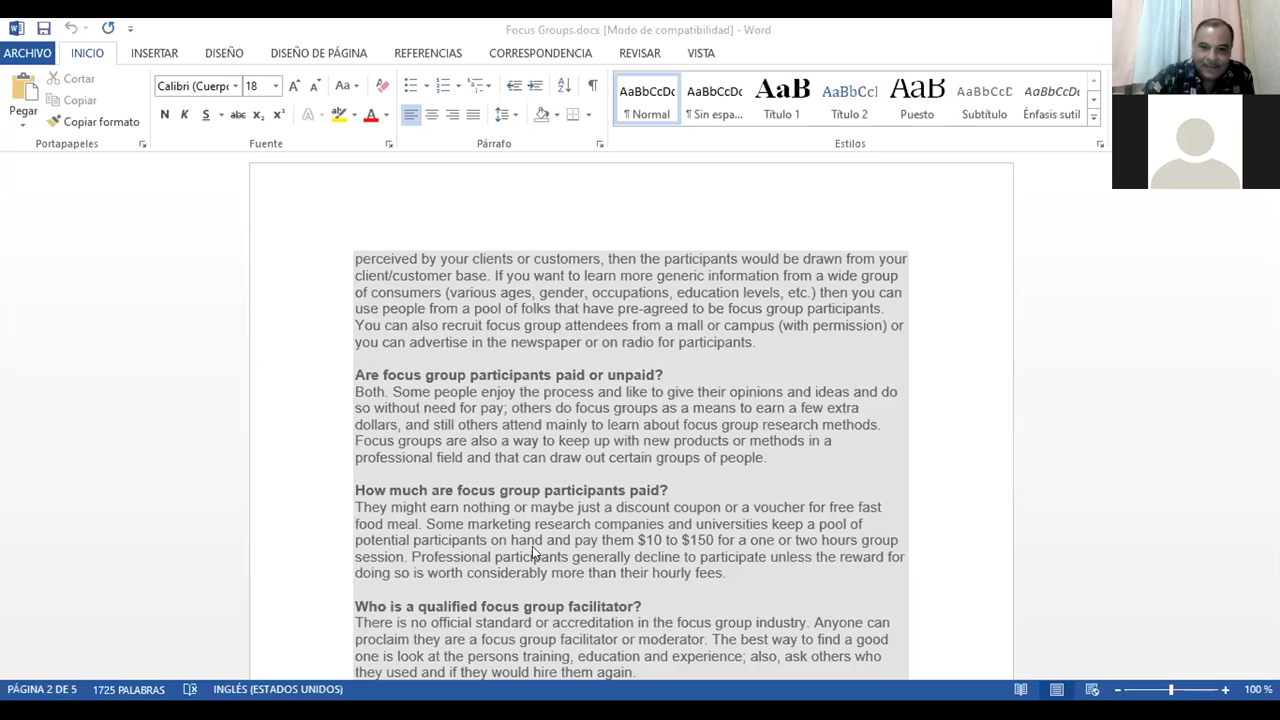 Focus Groups.docx [Modo de compatibilidad] - Word
ARCHIVO INICIO INSERTAR DISEÑO DISEÑO DE PÁGINA REFERENCIAS CORRESPONDENCIA REVISAR VISTA
Pegar
Cortar
Copiar
Copiar formato
Portapapeles
Calibri (Cuerpo 18
N K S abc x₂ x² A A
Aa
Fuente
Párrafo
AaBbCcDc AaBbCcDc AaB AaBbCcl AaB AaBbCcD AaBbCcDc
¶ Normal ¶ Sin espa... Título 1 Título 2 Puesto Subtítulo Énfasis sutil
Estilos
perceived by your clients or customers, then the participants would be drawn from your
client/customer base. If you want to learn more generic information from a wide group
of consumers (various ages, gender, occupations, education levels, etc.) then you can
use people from a pool of folks that have pre-agreed to be focus group participants.
You can also recruit focus group attendees from a mall or campus (with permission) or
you can advertise in the newspaper or on radio for participants.
Are focus group participants paid or unpaid?
Both. Some people enjoy the process and like to give their opinions and ideas and do
so without need for pay; others do focus groups as a means to earn a few extra
dollars, and still others attend mainly to learn about focus group research methods.
Focus groups are also a way to keep up with new products or methods in a
professional field and that can draw out certain groups of people.
How much are focus group participants paid?
They might earn nothing or maybe just a discount coupon or a voucher for free fast
food meal. Some marketing research companies and universities keep a pool of
potential participants on hand and pay them $10 to $150 for a one or two hours group
session. Professional participants generally decline to participate unless the reward for
doing so is worth considerably more than their hourly fees.
Who is a qualified focus group facilitator?
There is no official standard or accreditation in the focus group industry. Anyone can
proclaim they are a focus group facilitator or moderator. The best way to find a good
one is look at the persons training, education and experience; also, ask others who
they used and if they would hire them again.
PÁGINA 2 DE 5 1725 PALABRAS INGLÉS (ESTADOS UNIDOS) 100 %